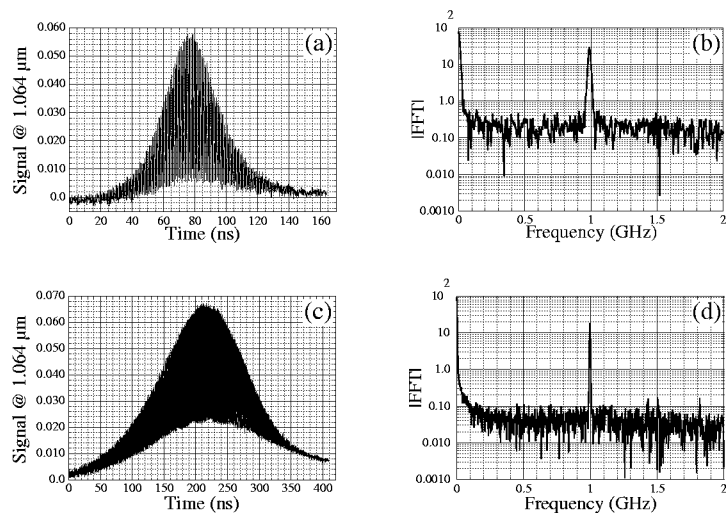 (a)
Signal @ 1.064 µm
0.060
0.050
0.040
0.030
0.020
0.010
0.0
0 20 40 60 80 100 120 140 160
Time (ns)
(b)
|FFT|
10 2
10
1.0
0.10
0.010
0.0010
0 0.5 1 1.5 2
Frequency (GHz)
(c)
Signal @ 1.064 µm
0.070
0.060
0.050
0.040
0.030
0.020
0.010
0.0
0 50 100 150 200 250 300 350 400
Time (ns)
(d)
|FFT|
10 2
10
1.0
0.10
0.010
0.0010
0 0.5 1 1.5 2
Frequency (GHz)